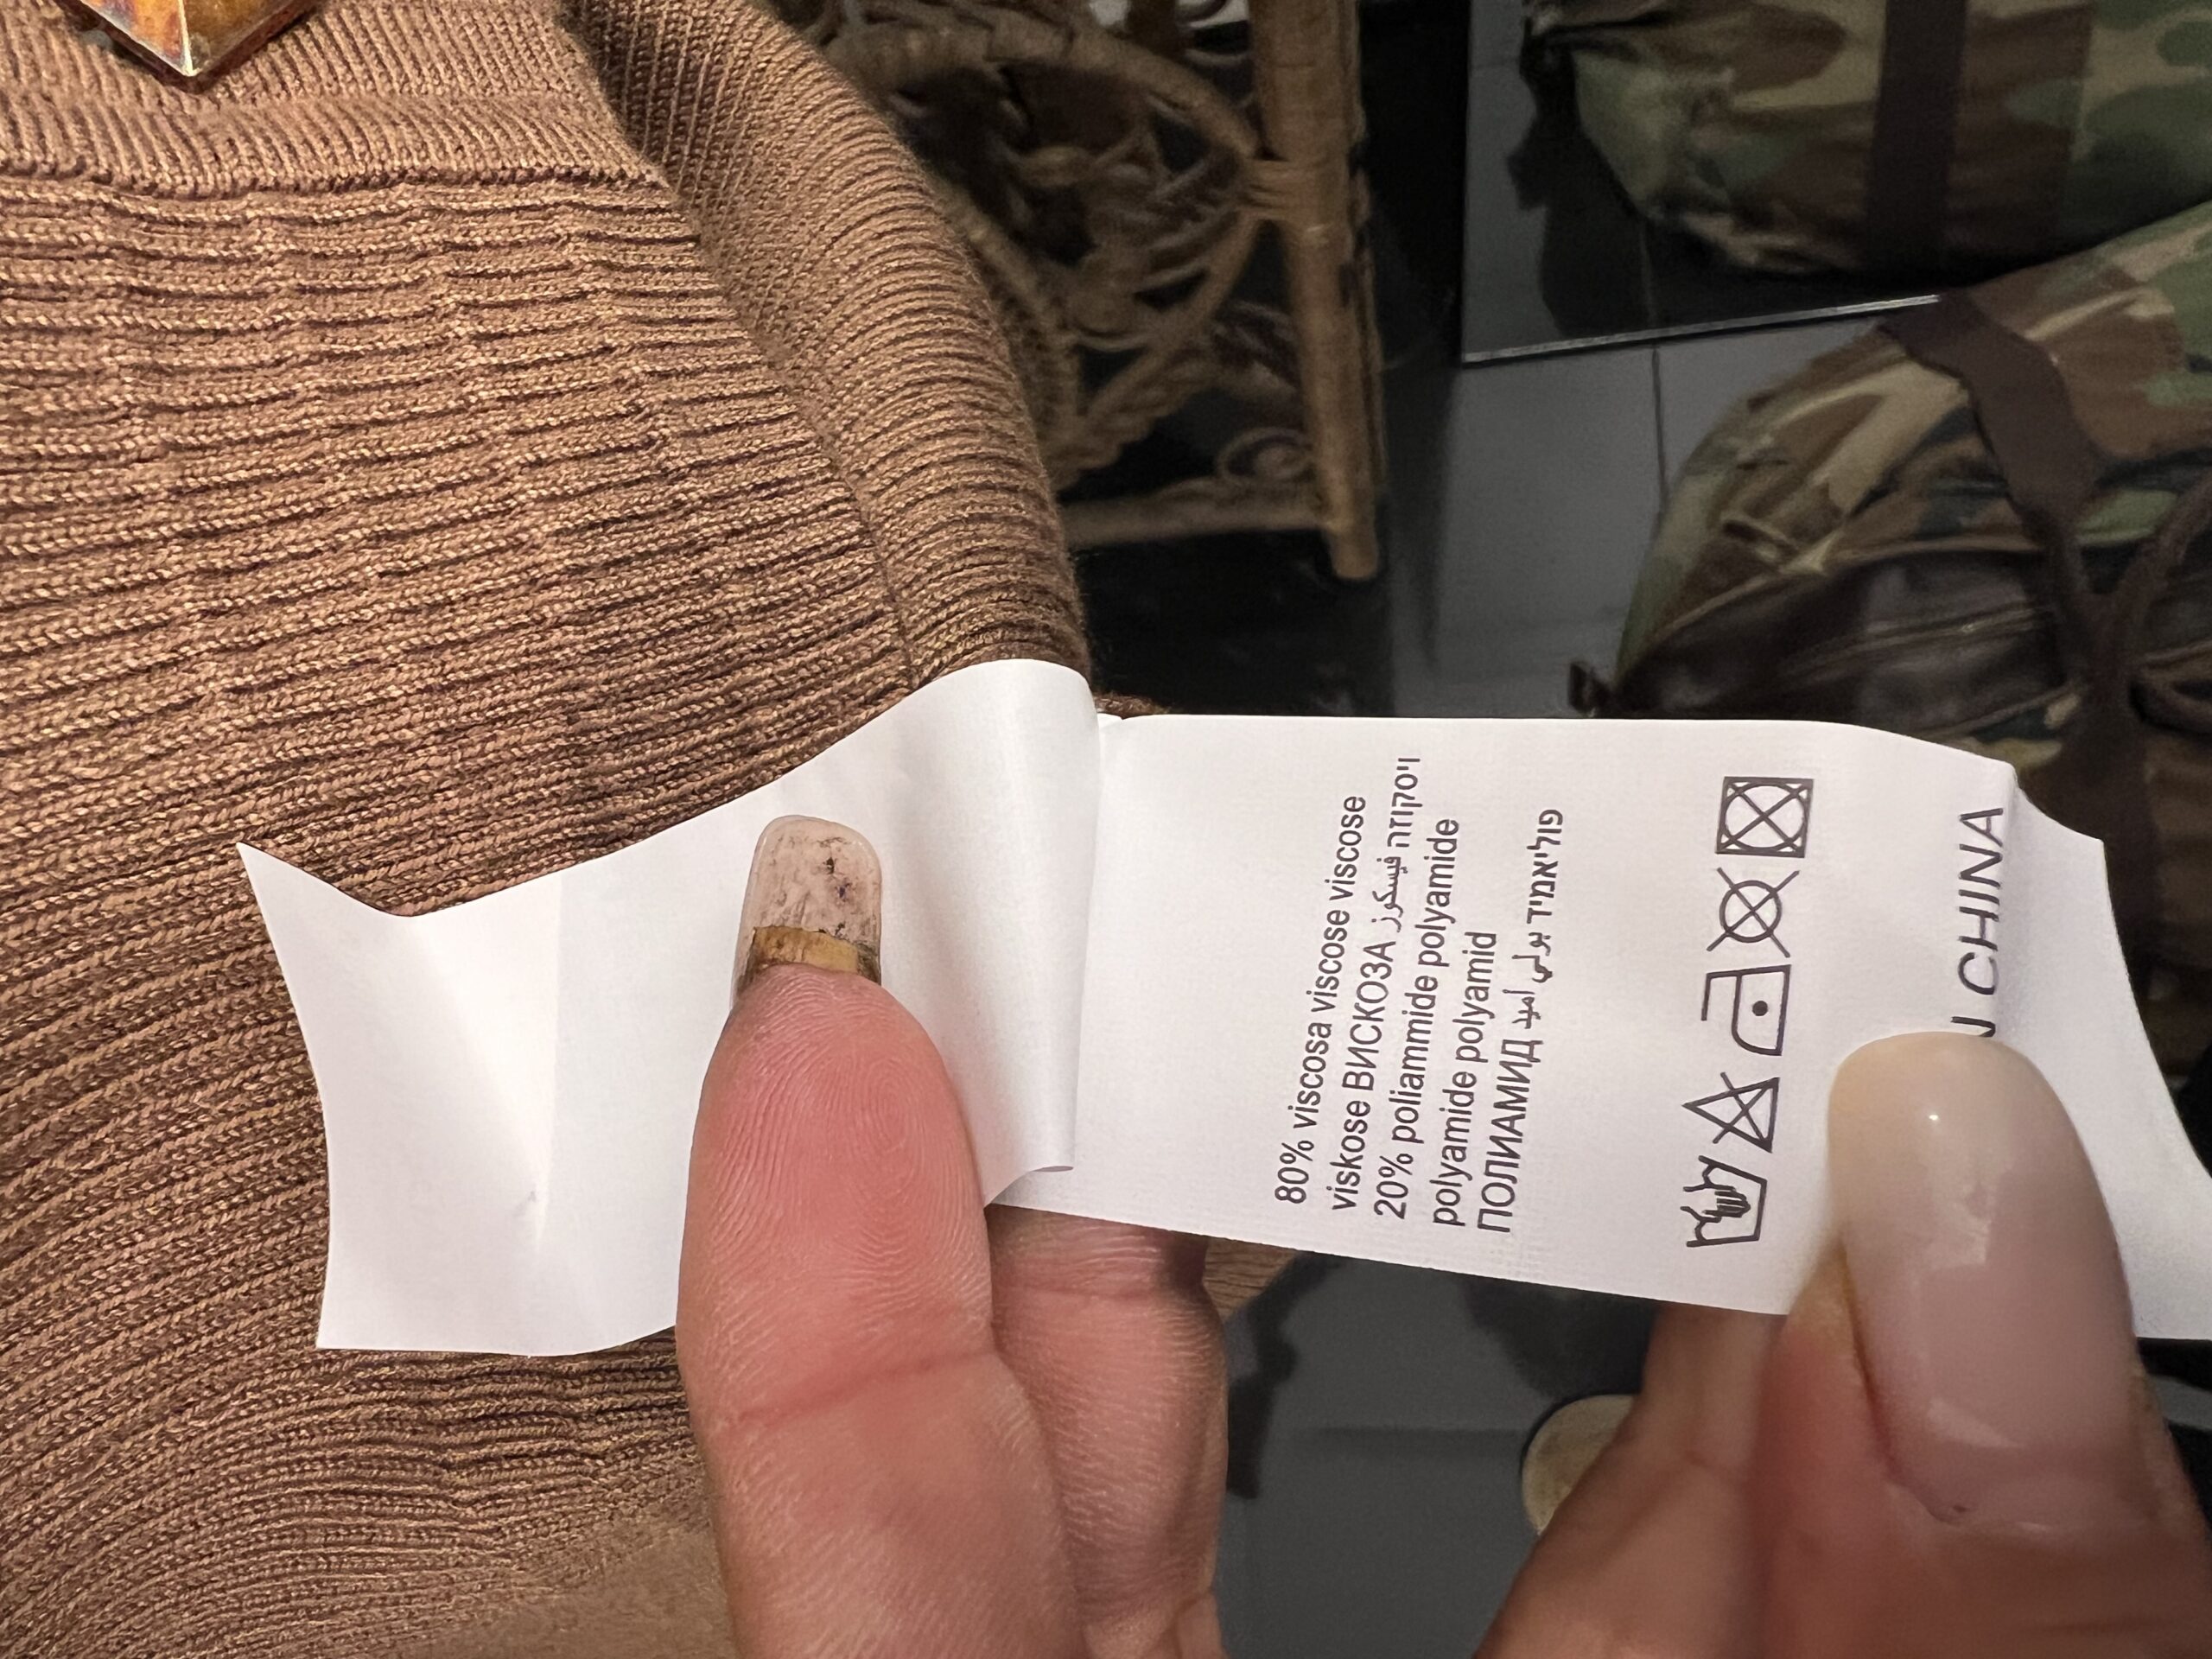 80% viscosa viscose viscose
viskose ВИСКОЗА فيسكوز ויסקוזה
20% poliammide polyamide
polyamide polyamid
ПОЛИАМИД بولي أميد פוליאמיד
N CHINA